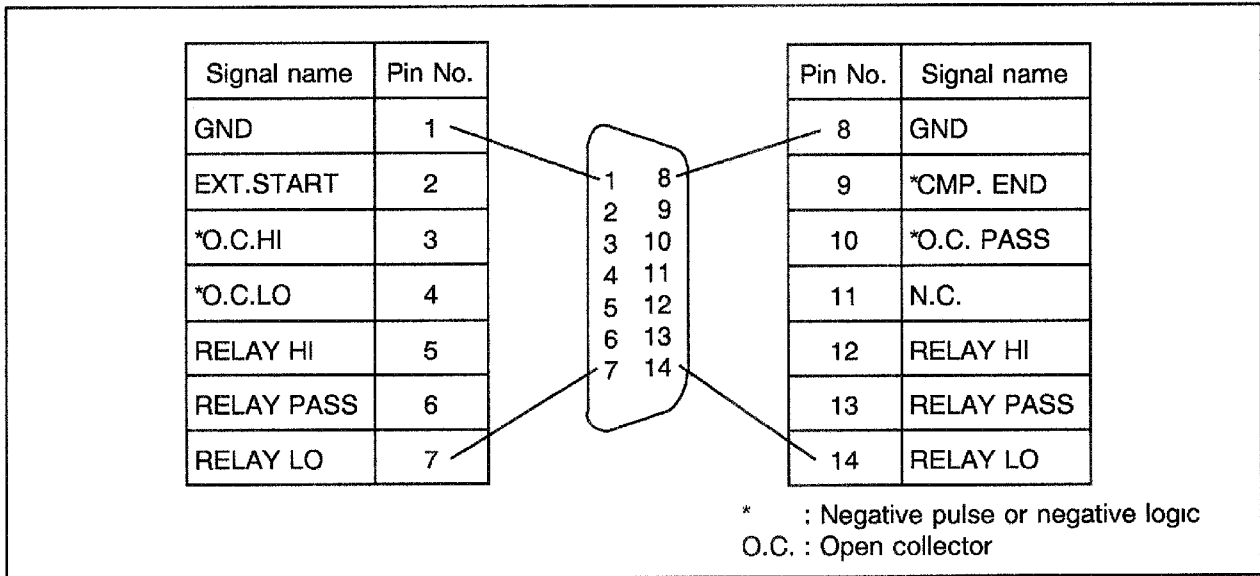 Signal name Pin No.
GND 1
EXT.START 2
*O.C.HI 3
*O.C.LO 4
RELAY HI 5
RELAY PASS 6
RELAY LO 7
1 8
2 9
3 10
4 11
5 12
6 13
7 14
Pin No. Signal name
8 GND
9 *CMP. END
10 *O.C. PASS
11 N.C.
12 RELAY HI
13 RELAY PASS
14 RELAY LO
* : Negative pulse or negative logic
O.C. : Open collector